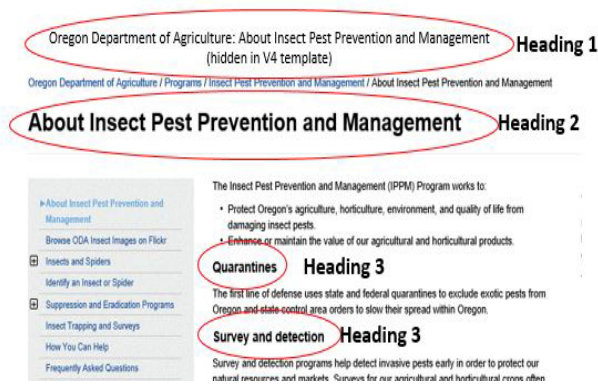 Oregon Department of Agriculture: About Insect Pest Prevention and Management
(hidden in V4 template)
Heading 1
Oregon Department of Agriculture / Programs / Insect Pest Prevention and Management / About Insect Pest Prevention and Management
About Insect Pest Prevention and Management
Heading 2
▶About Insect Pest Prevention and
Management
Browse ODA Insect Images on Flickr
Insects and Spiders
Identify an Insect or Spider
Suppression and Eradication Programs
Insect Trapping and Surveys
How You Can Help
Frequently Asked Questions
The Insect Pest Prevention and Management (IPPM) Program works to:
• Protect Oregon's agriculture, horticulture, environment, and quality of life from
damaging insect pests.
• Enhance or maintain the value of our agricultural and horticultural products.
Quarantines
Heading 3
The first line of defense uses state and federal quarantines to exclude exotic pests from
Oregon and state control area orders to slow their spread within Oregon.
Survey and detection
Heading 3
Survey and detection programs help detect invasive pests early in order to protect our
natural resources and markets. Surveys for our agricultural and horticultural crops often